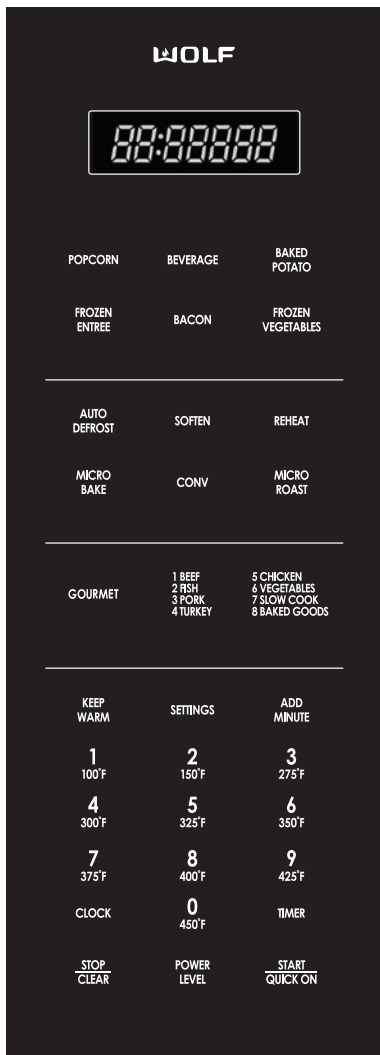 WOLF
88:88888
POPCORN BEVERAGE BAKED POTATO
FROZEN ENTREE BACON FROZEN VEGETABLES
AUTO DEFROST SOFTEN REHEAT
MICRO BAKE CONV MICRO ROAST
GOURMET
1 BEEF
2 FISH
3 PORK
4 TURKEY
5 CHICKEN
6 VEGETABLES
7 SLOW COOK
8 BAKED GOODS
KEEP WARM SETTINGS ADD MINUTE
1 2 3
100°F 150°F 275°F
4 5 6
300°F 325°F 350°F
7 8 9
375°F 400°F 425°F
CLOCK 0 TIMER
450°F
STOP POWER START
CLEAR LEVEL QUICK ON